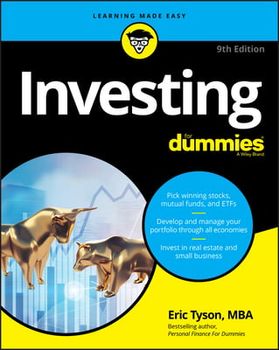 LEARNING MADE EASY
9th Edition
Investing
for
dummies
A Wiley Brand
Pick winning stocks,
mutual funds, and ETFs
Develop and manage your
portfolio through all economies
Invest in real estate and
small business
Eric Tyson, MBA
Bestselling author,
Personal Finance For Dummies